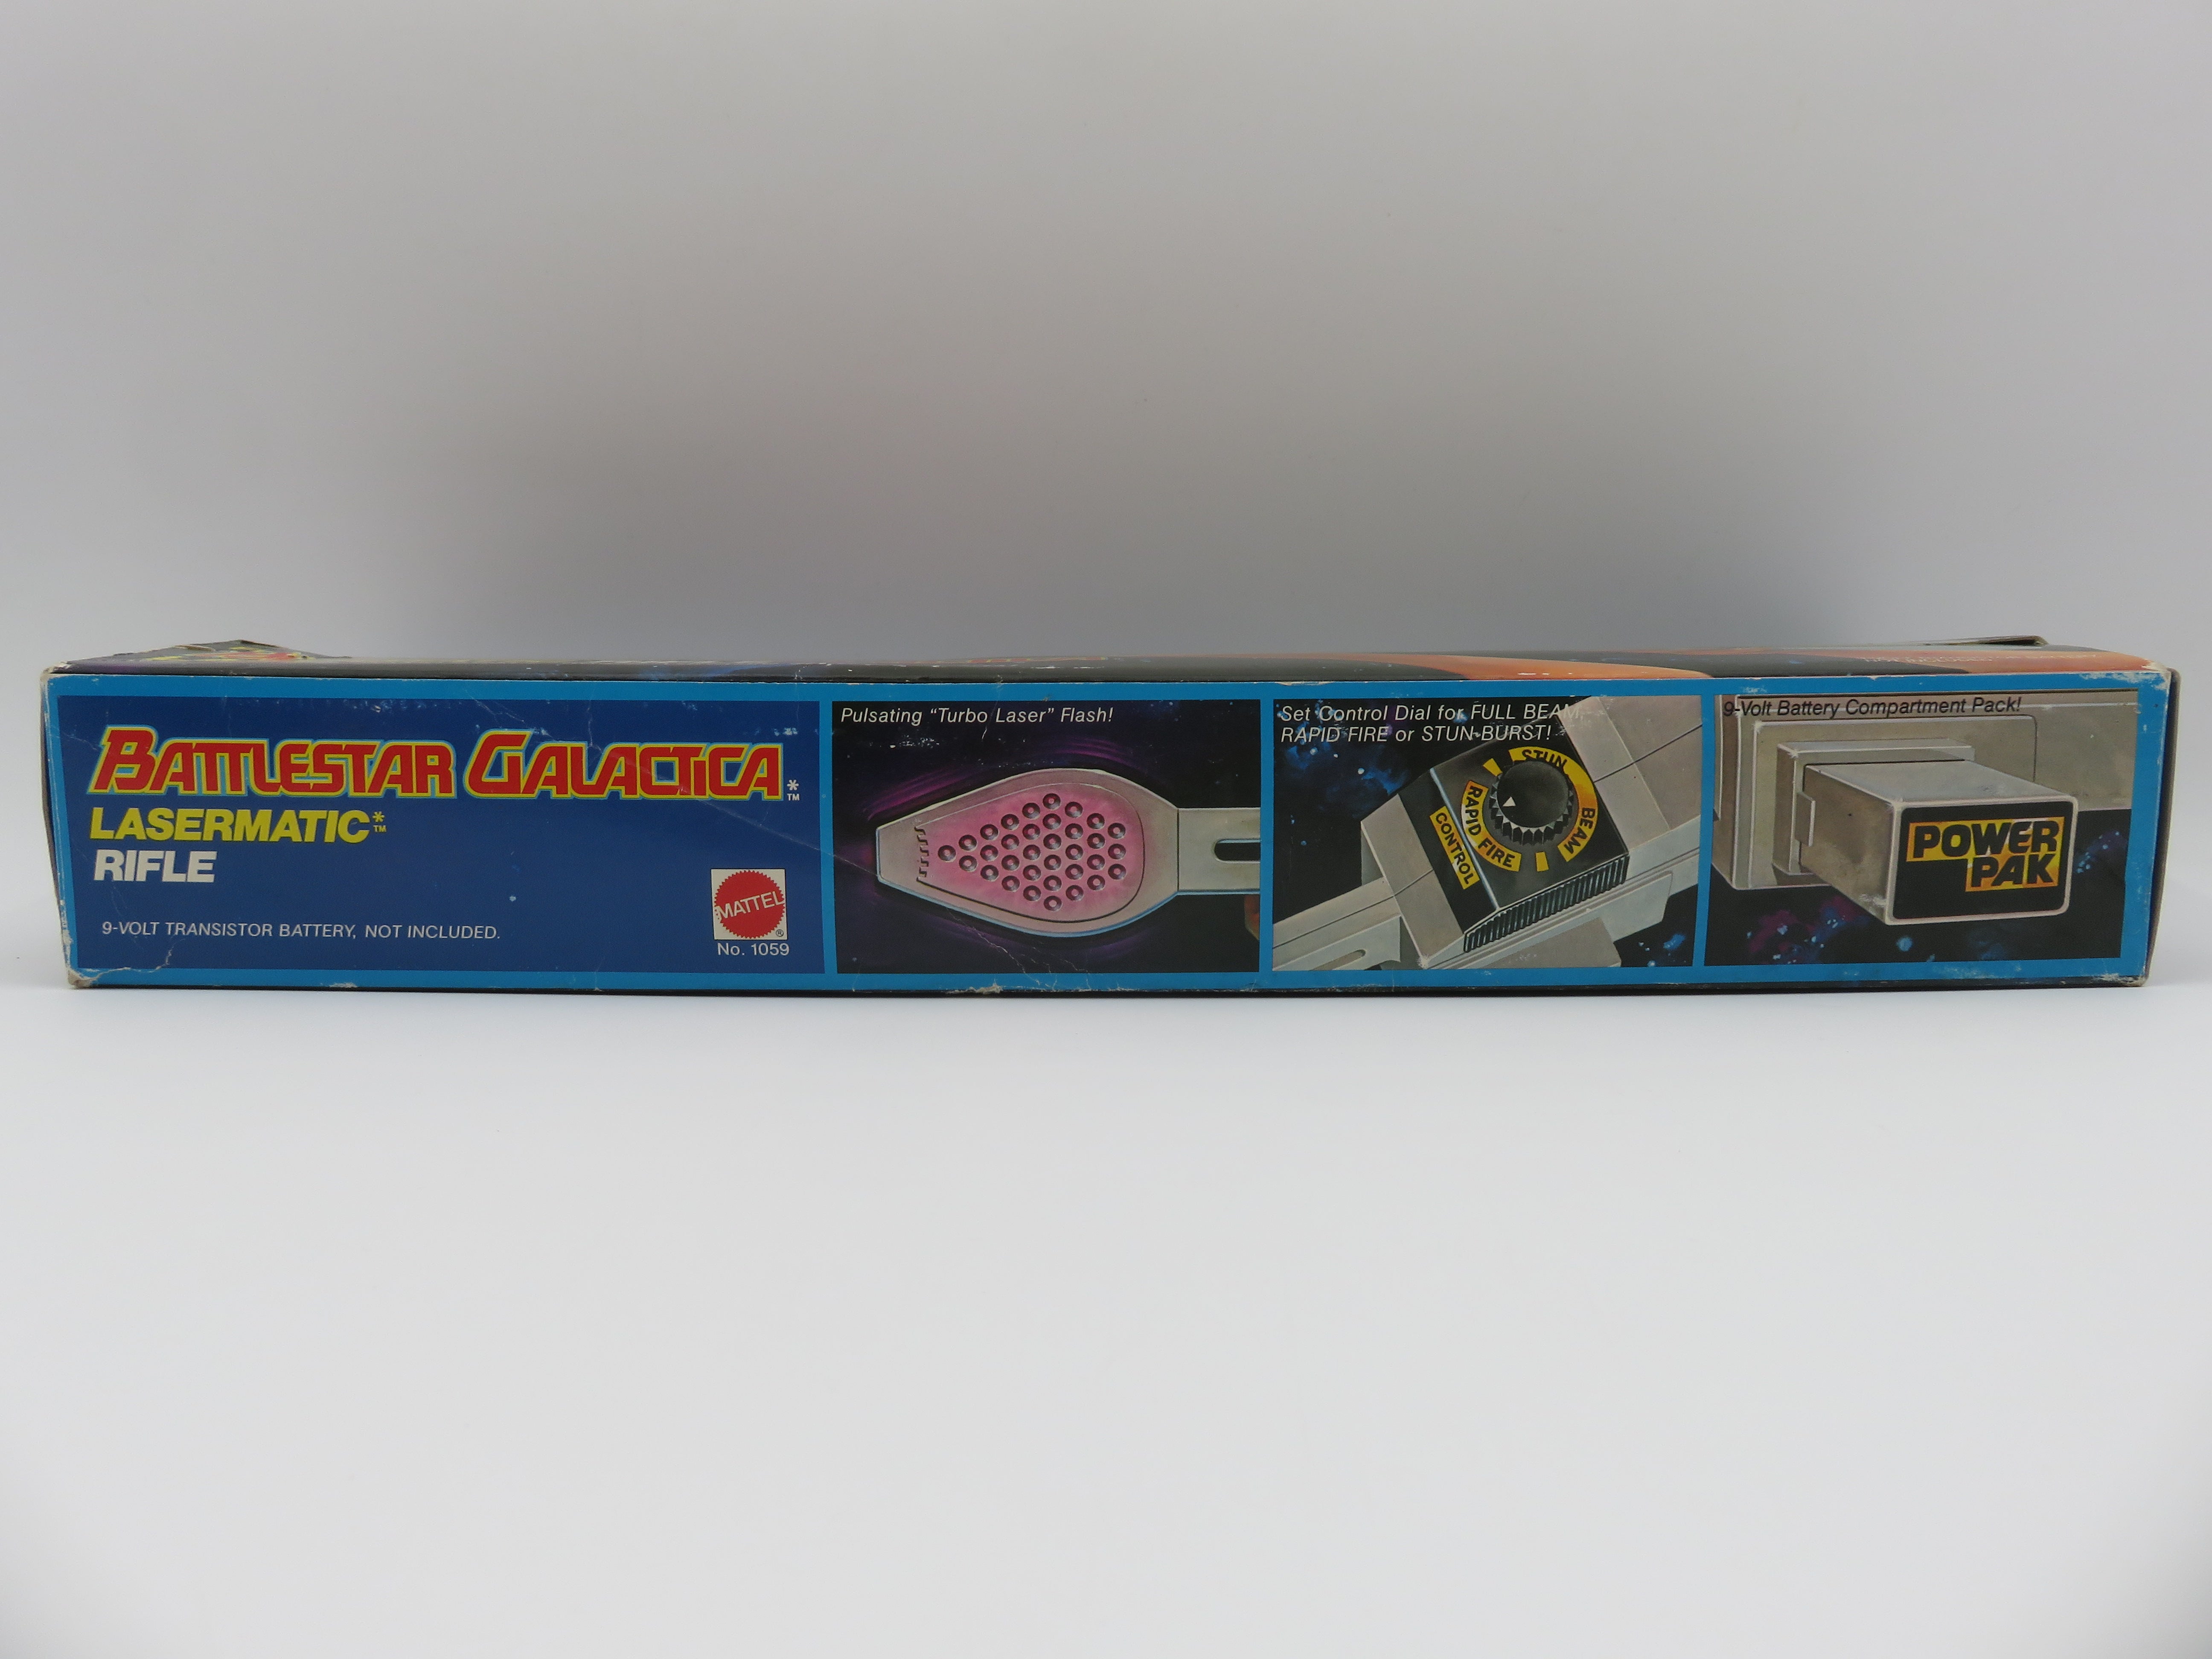 BATTLESTAR GALACTICA*™
LASERMATIC*™
RIFLE
9-VOLT TRANSISTOR BATTERY, NOT INCLUDED.
MATTEL®
No. 1059
Pulsating “Turbo Laser” Flash!
Set Control Dial for FULL BEAM,
RAPID FIRE or STUN-BURST!
STUN
BEAM
RAPID FIRE
CONTROL
9-Volt Battery Compartment Pack!
POWER
PAK